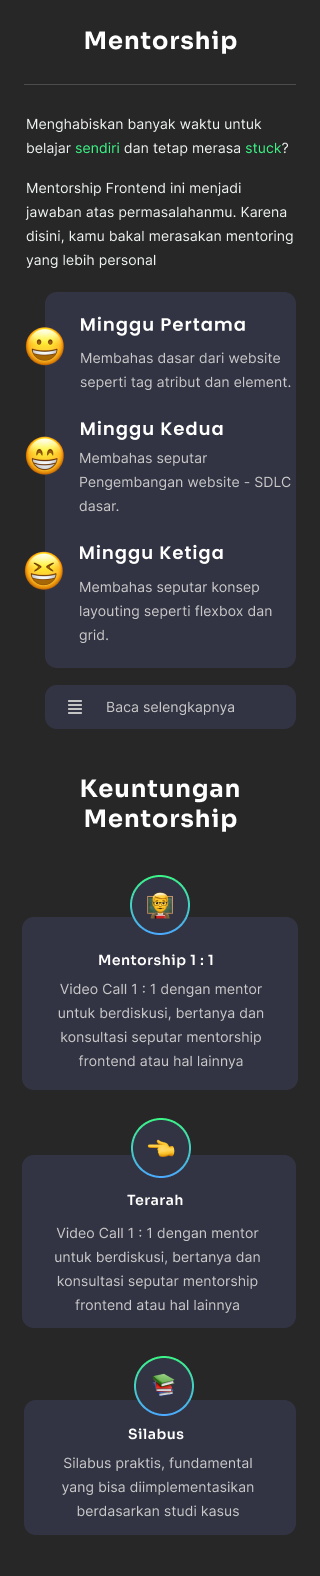 Mentorship
Menghabiskan banyak waktu untuk
belajar sendiri dan tetap merasa stuck?
Mentorship Frontend ini menjadi
jawaban atas permasalahanmu. Karena
disini, kamu bakal merasakan mentoring
yang lebih personal
Minggu Pertama
Membahas dasar dari website
seperti tag atribut dan element.
Minggu Kedua
Membahas seputar
Pengembangan website - SDLC
dasar.
Minggu Ketiga
Membahas seputar konsep
layouting seperti flexbox dan
grid.
Baca selengkapnya
Keuntungan
Mentorship
Mentorship 1 : 1
Video Call 1 : 1 dengan mentor
untuk berdiskusi, bertanya dan
konsultasi seputar mentorship
frontend atau hal lainnya
Terarah
Video Call 1 : 1 dengan mentor
untuk berdiskusi, bertanya dan
konsultasi seputar mentorship
frontend atau hal lainnya
Silabus
Silabus praktis, fundamental
yang bisa diimplementasikan
berdasarkan studi kasus